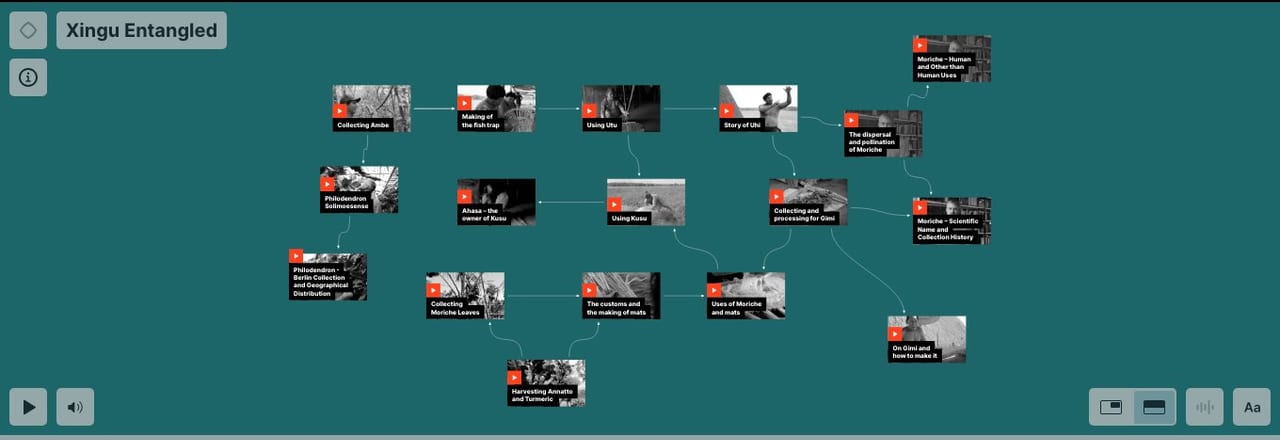 Xingu Entangled
Moriche – Human
and Other than
Human Uses
Collecting Ambe
Making of
the fish trap
Using Utu
Story of Uhi
The dispersal
and pollination
of Moriche
Philodendron
Solimoesense
Ahasa – the
owner of Kusu
Using Kusu
Collecting and
processing for Gimi
Moriche – Scientific
Name and
Collection History
Philodendron -
Berlin Collection
and Geographical
Distribution
Collecting
Moriche Leaves
The customs and
the making of mats
Uses of Moriche
and mats
On Gimi and
how to make it
Harvesting Annatto
and Turmeric
Aa